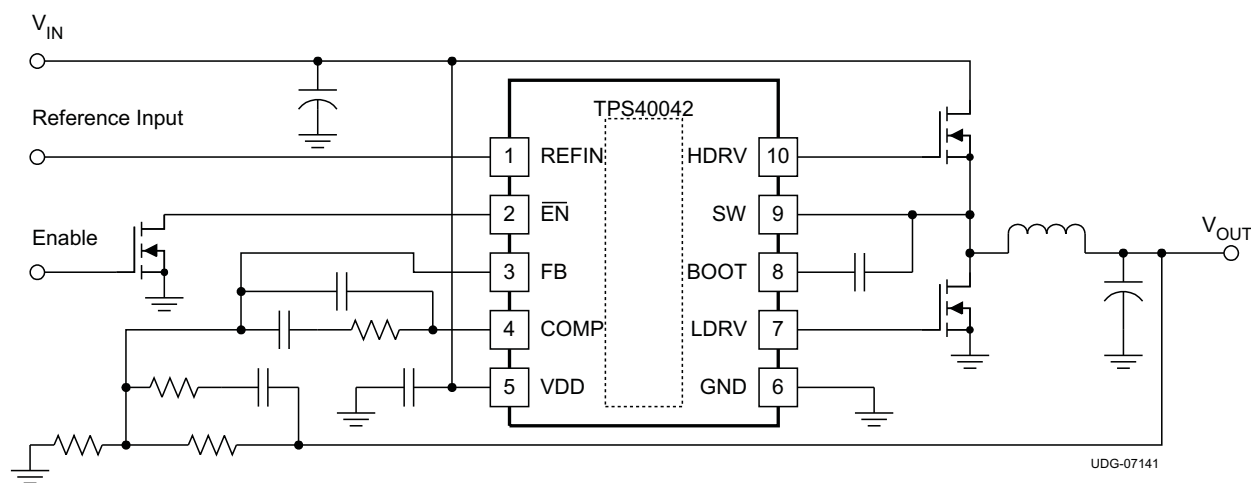 V_IN
Reference Input
Enable
TPS40042
1 REFIN
2 E̅N̅
3 FB
4 COMP
5 VDD
HDRV 10
SW 9
BOOT 8
LDRV 7
GND 6
V_OUT
UDG-07141